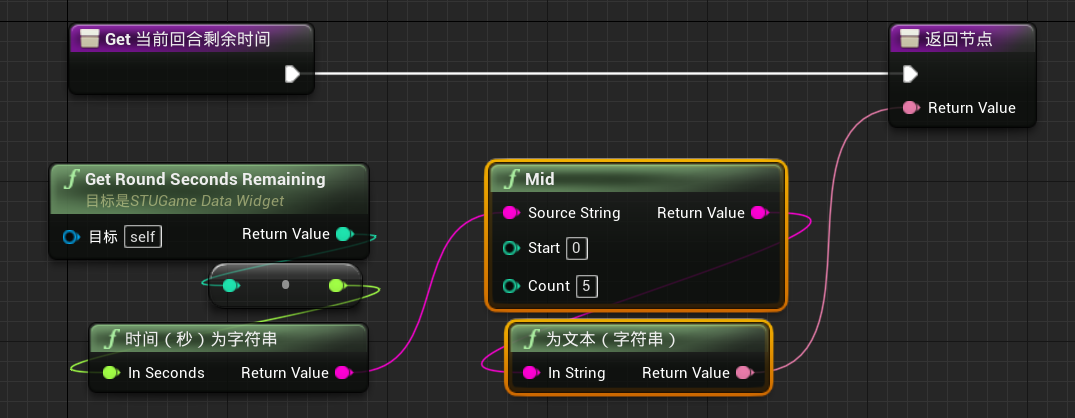 Get 当前回合剩余时间
返回节点
Return Value
f Get Round Seconds Remaining
目标是STUGame Data Widget
目标 self
Return Value
f Mid
Source String
Return Value
Start 0
Count 5
f 时间（秒）为字符串
In Seconds
Return Value
f 为文本（字符串）
In String
Return Value